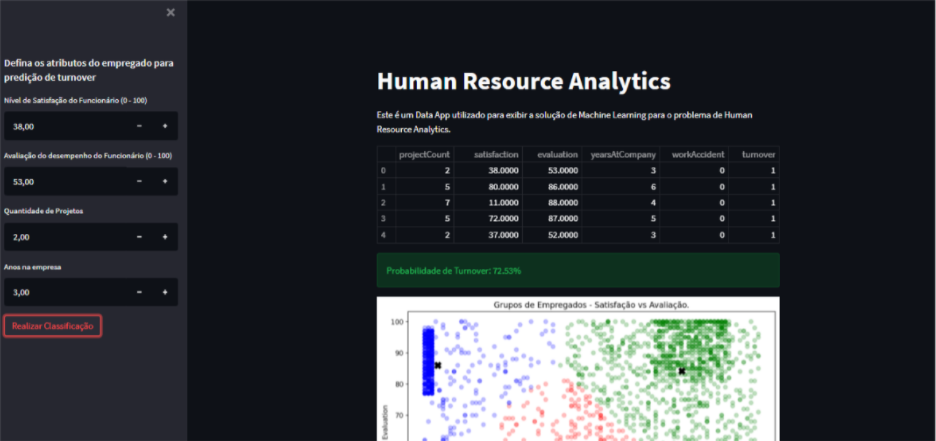 ×
Defina os atributos do empregado para
predição de turnover
Nível de Satisfação do Funcionário (0 - 100)
38,00 − +
Avaliação do desempenho do Funcionário (0 - 100)
53,00 − +
Quantidade de Projetos
2,00 − +
Anos na empresa
3,00 − +
Realizar Classificação
Human Resource Analytics
Este é um Data App utilizado para exibir a solução de Machine Learning para o problema de Human
Resource Analytics.
projectCount satisfaction evaluation yearsAtCompany workAccident turnover
0 2 38.0000 53.0000 3 0 1
1 5 80.0000 86.0000 6 0 1
2 7 11.0000 88.0000 4 0 1
3 5 72.0000 87.0000 5 0 1
4 2 37.0000 52.0000 3 0 1
Probabilidade de Turnover: 72.53%
Grupos de Empregados - Satisfação vs Avaliação.
100
90
80
70
Evaluation